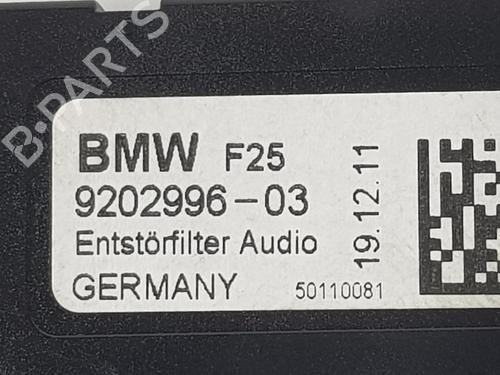 BMW F25
9202996-03
Entstörfilter Audio
GERMANY 50110081
19.12.11
B-PARTS